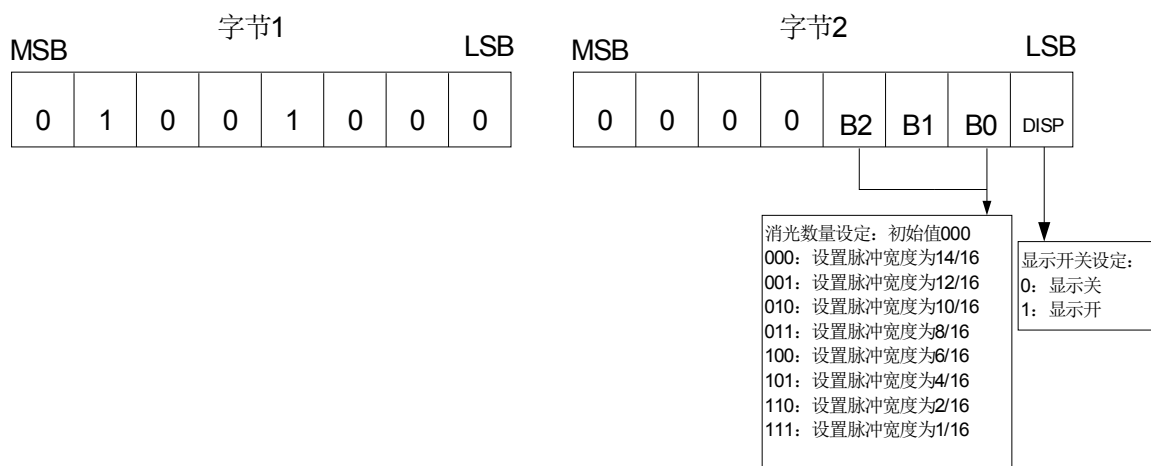 字节1
MSB
LSB
0 1 0 0 1 0 0 0
字节2
MSB
LSB
0 0 0 0 B2 B1 B0 DISP
消光数量设定：初始值000
000：设置脉冲宽度为14/16
001：设置脉冲宽度为12/16
010：设置脉冲宽度为10/16
011：设置脉冲宽度为8/16
100：设置脉冲宽度为6/16
101：设置脉冲宽度为4/16
110：设置脉冲宽度为2/16
111：设置脉冲宽度为1/16
显示开关设定：
0：显示关
1：显示开